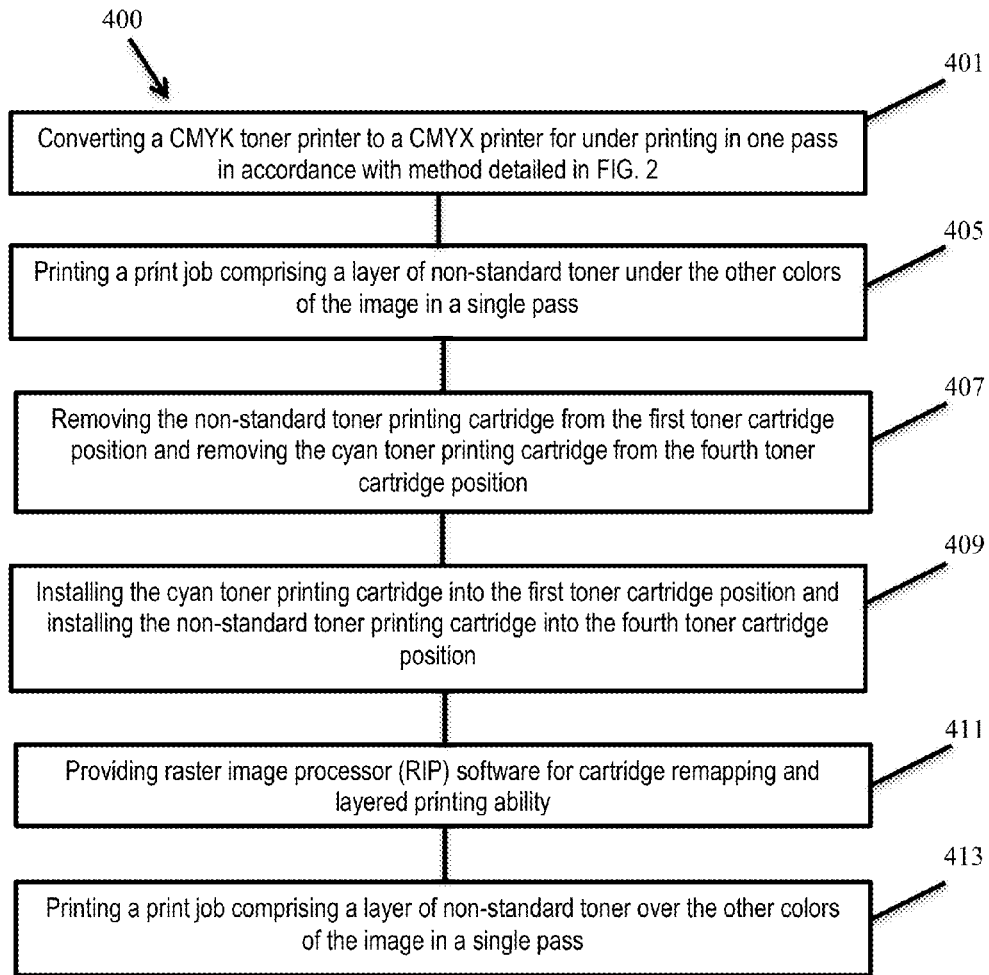 400
401
Converting a CMYK toner printer to a CMYX printer for under printing in one pass
in accordance with method detailed in FIG. 2
405
Printing a print job comprising a layer of non-standard toner under the other colors
of the image in a single pass
407
Removing the non-standard toner printing cartridge from the first toner cartridge
position and removing the cyan toner printing cartridge from the fourth toner
cartridge position
409
Installing the cyan toner printing cartridge into the first toner cartridge position and
installing the non-standard toner printing cartridge into the fourth toner cartridge
position
411
Providing raster image processor (RIP) software for cartridge remapping and
layered printing ability
413
Printing a print job comprising a layer of non-standard toner over the other colors
of the image in a single pass